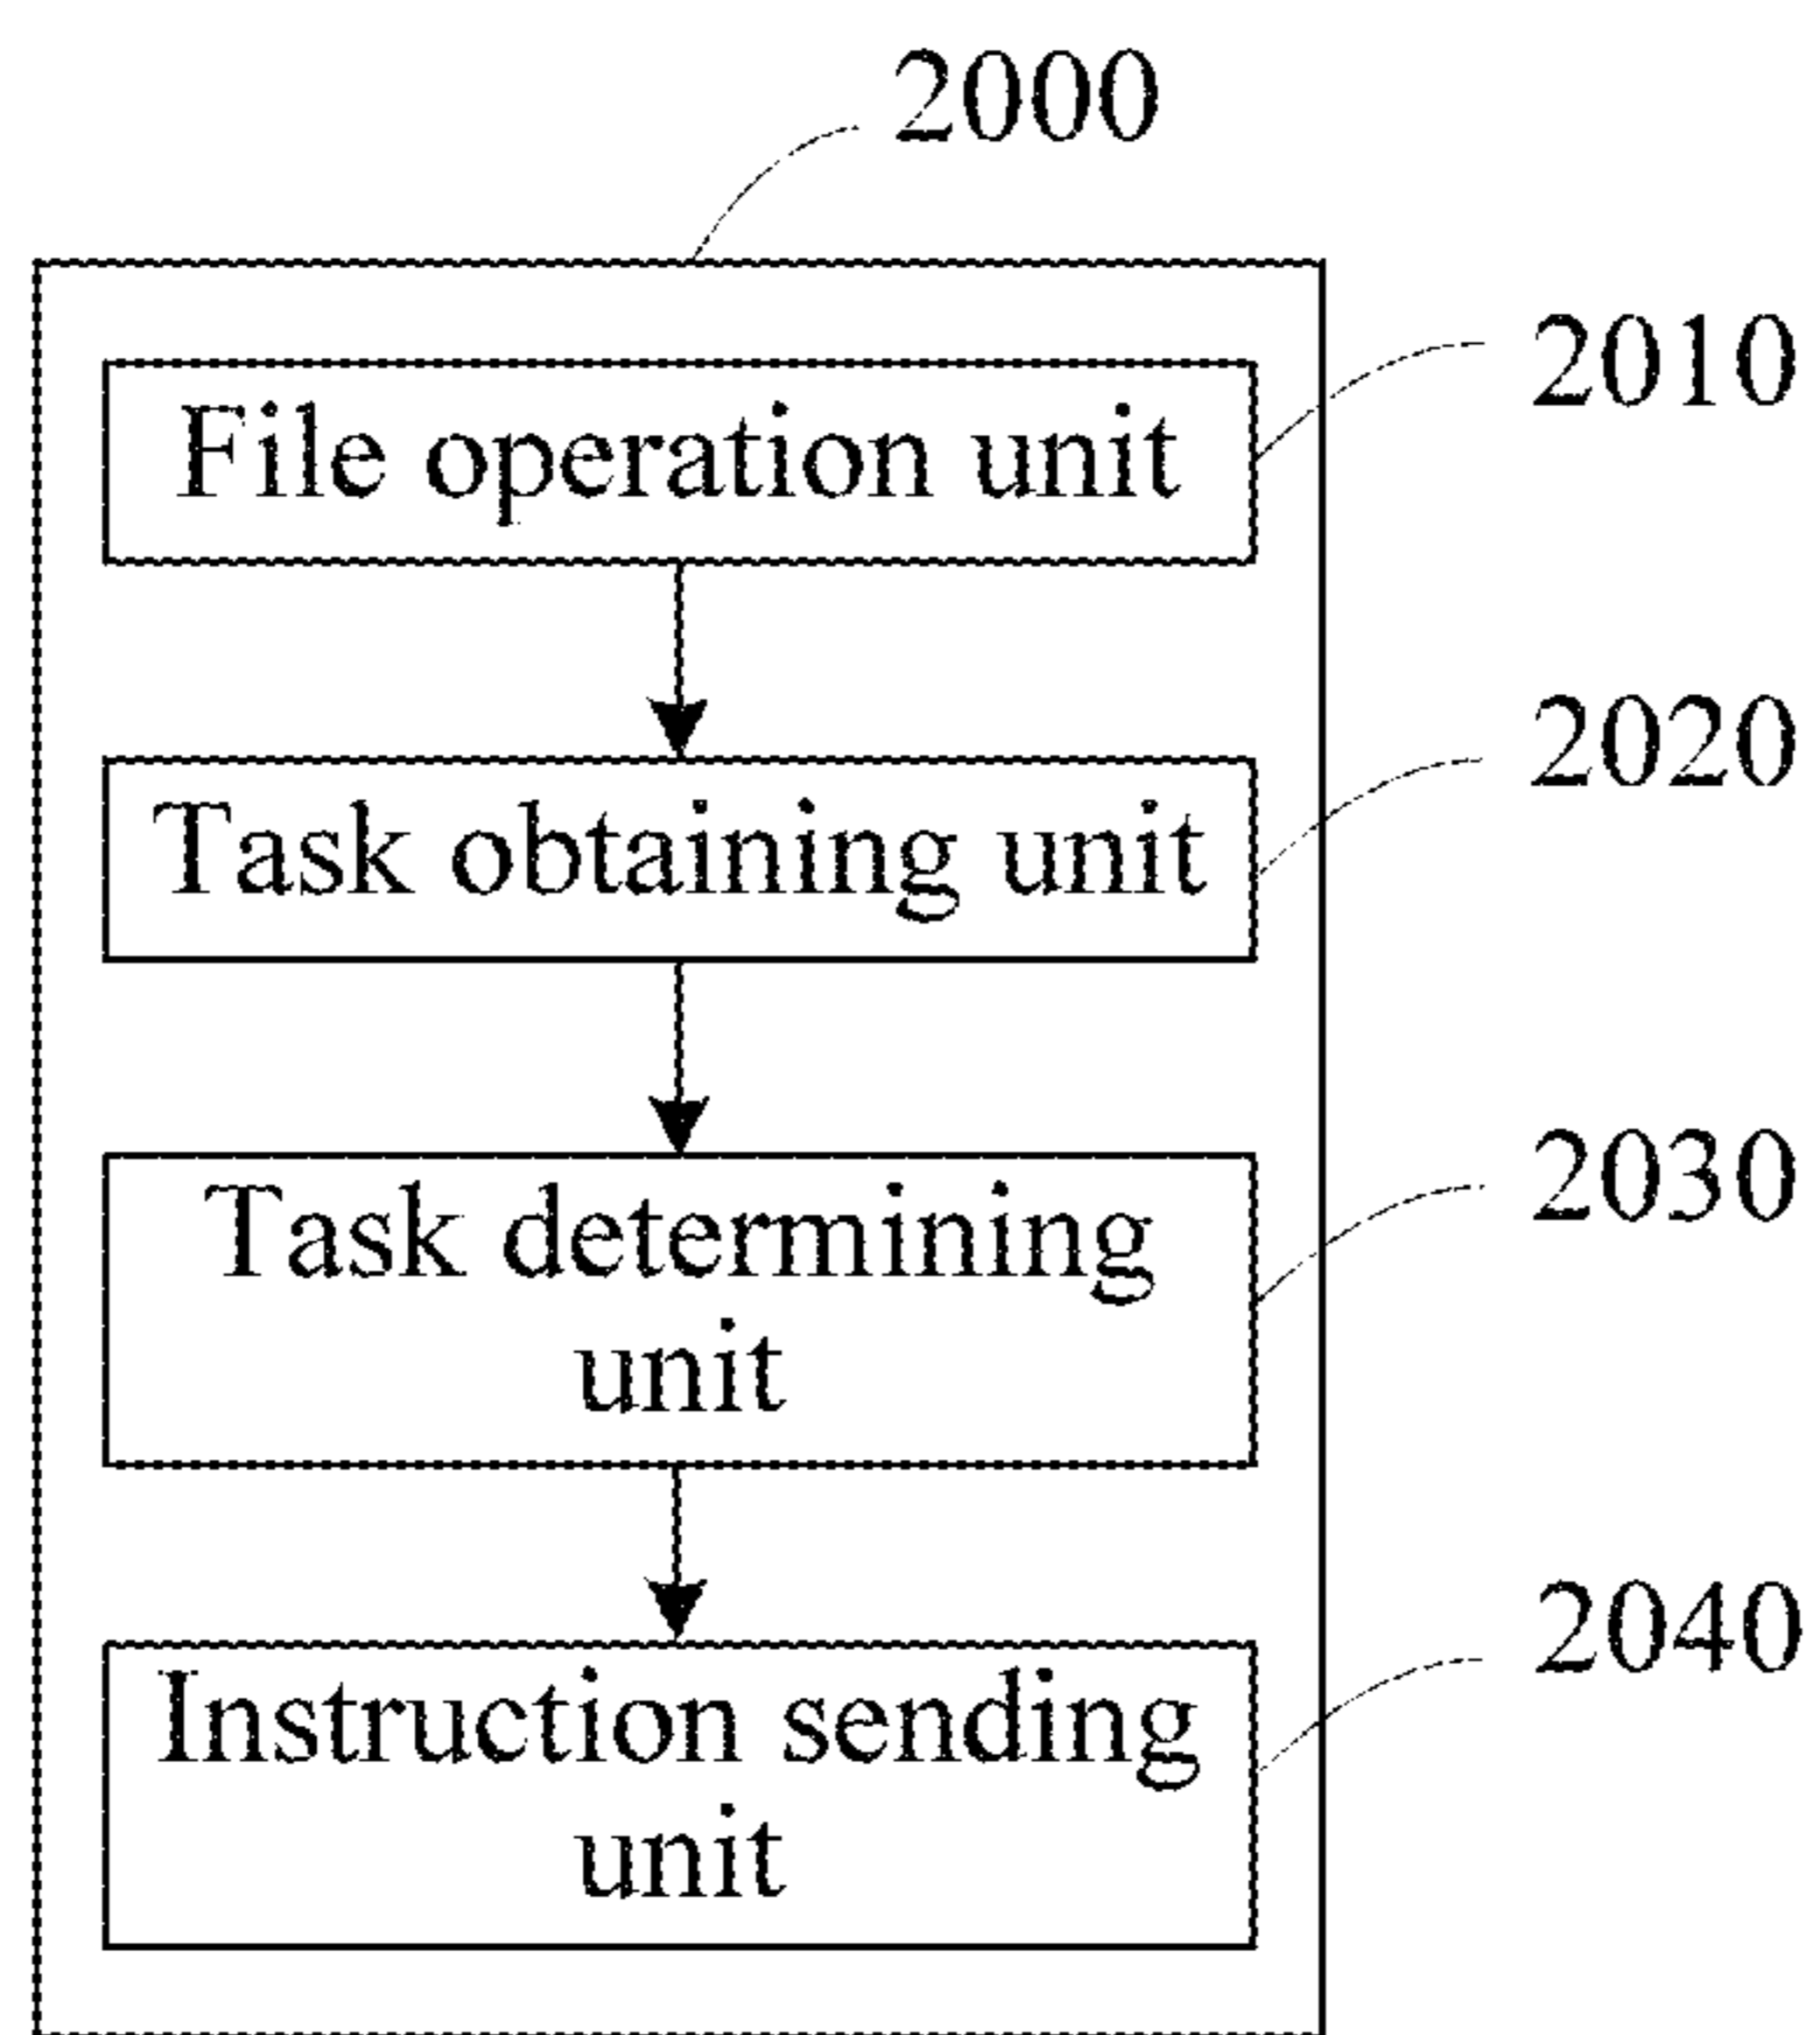 2000
File operation unit
2010
Task obtaining unit
2020
Task determining
unit
2030
Instruction sending
unit
2040